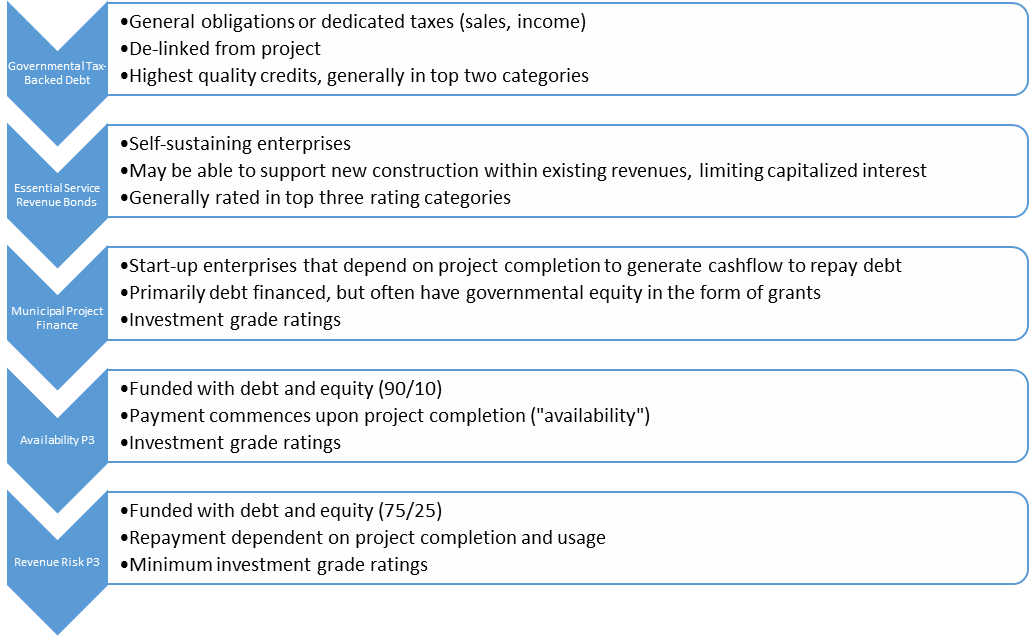 Governmental Tax-
Backed Debt
•General obligations or dedicated taxes (sales, income)
•De-linked from project
•Highest quality credits, generally in top two categories
Essential Service
Revenue Bonds
•Self-sustaining enterprises
•May be able to support new construction within existing revenues, limiting capitalized interest
•Generally rated in top three rating categories
Municipal Project
Finance
•Start-up enterprises that depend on project completion to generate cashflow to repay debt
•Primarily debt financed, but often have governmental equity in the form of grants
•Investment grade ratings
Availability P3
•Funded with debt and equity (90/10)
•Payment commences upon project completion ("availability")
•Investment grade ratings
Revenue Risk P3
•Funded with debt and equity (75/25)
•Repayment dependent on project completion and usage
•Minimum investment grade ratings